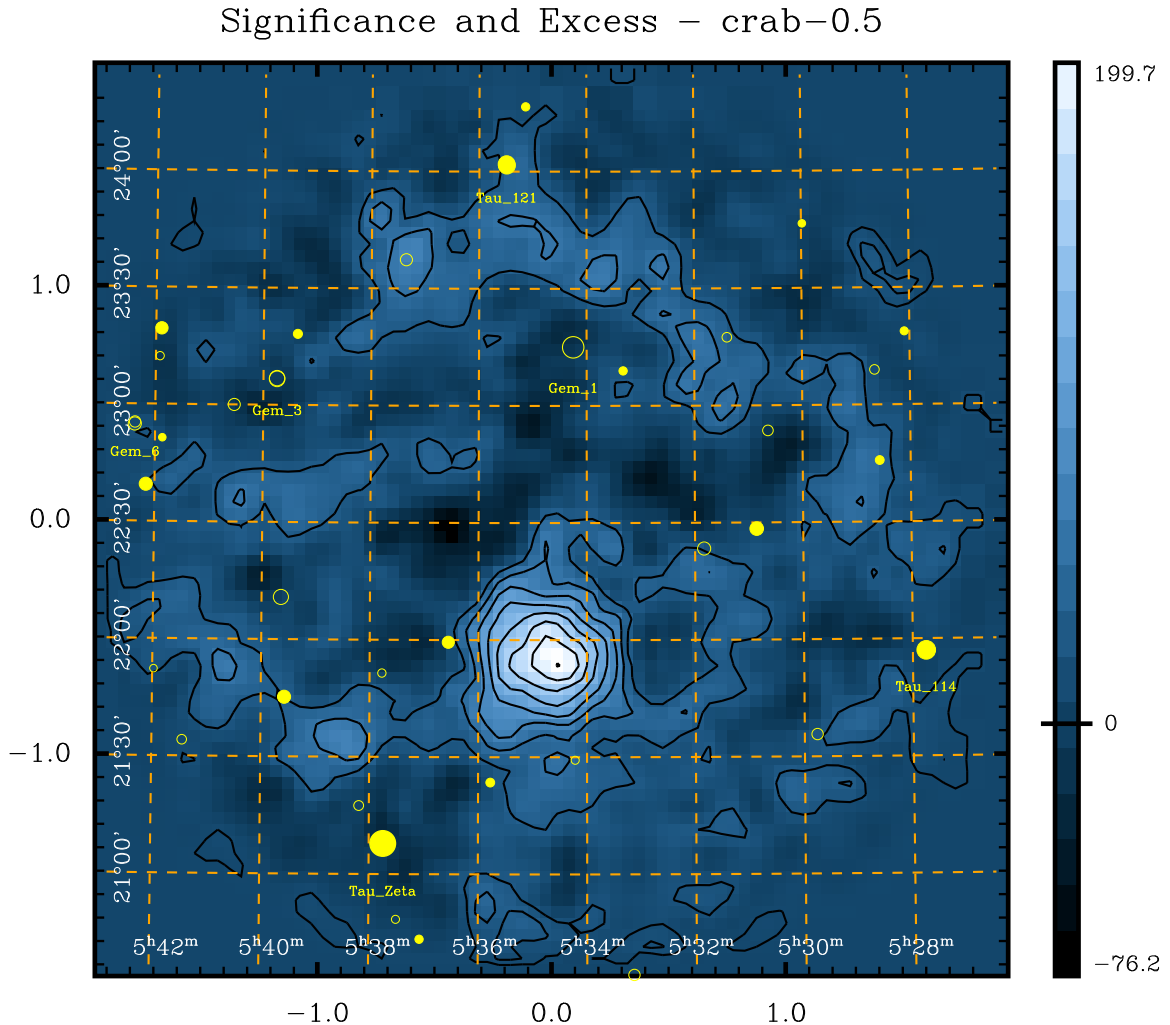 Significance and Excess − crab−0.5
199.7
24°00'
Tau_121
23°30'
1.0
Gem_1
23°00'
Gem_3
Gem_6
0.0
22°30'
22°00'
Tau_114
0
−1.0
21°30'
21°00'
Tau_Zeta
5h42m 5h40m 5h38m 5h36m 5h34m 5h32m 5h30m 5h28m
−76.2
−1.0 0.0 1.0